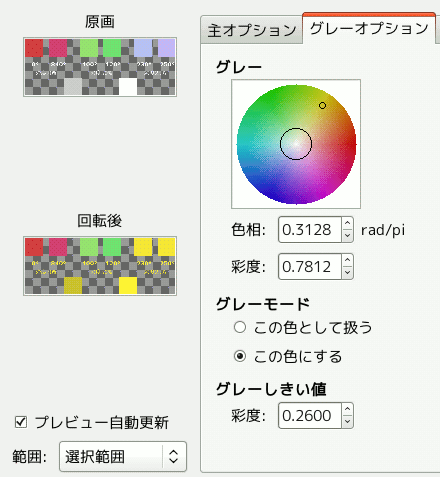 原画
回転後
プレビュー自動更新
範囲: 選択範囲
主オプション グレーオプション
グレー
色相: 0.3128 rad/pi
彩度: 0.7812
グレーモード
この色として扱う
この色にする
グレーしきい値
彩度: 0.2600